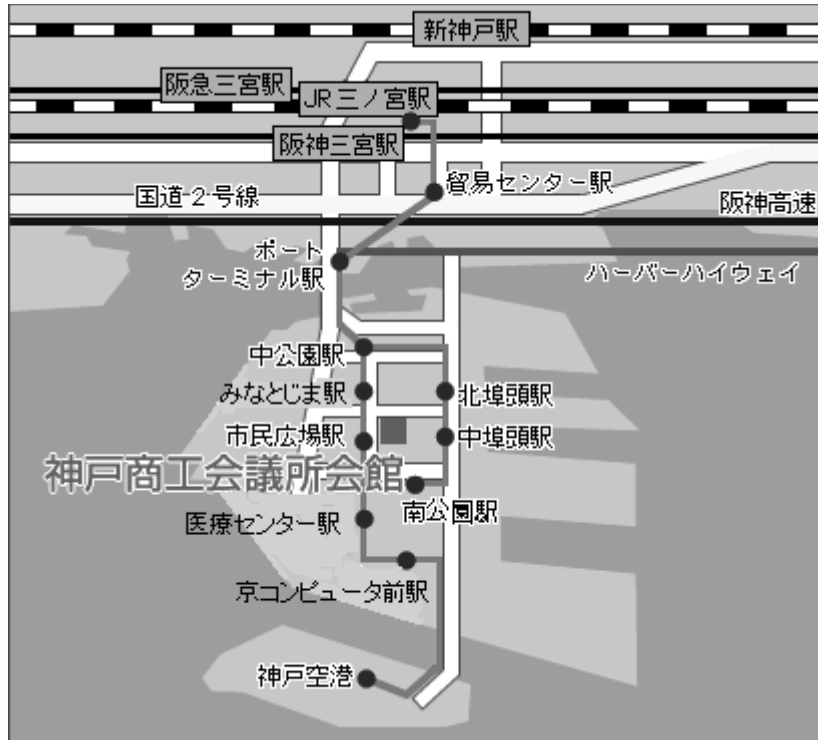 新神戸駅
阪急三宮駅
JR三ノ宮駅
阪神三宮駅
貿易センター駅
国道2号線
阪神高速
ポート
ターミナル駅
ハーバーハイウェイ
中公園駅
みなとじま駅
北埠頭駅
市民広場駅
中埠頭駅
神戸商工会議所会館
南公園駅
医療センター駅
京コンピュータ前駅
神戸空港